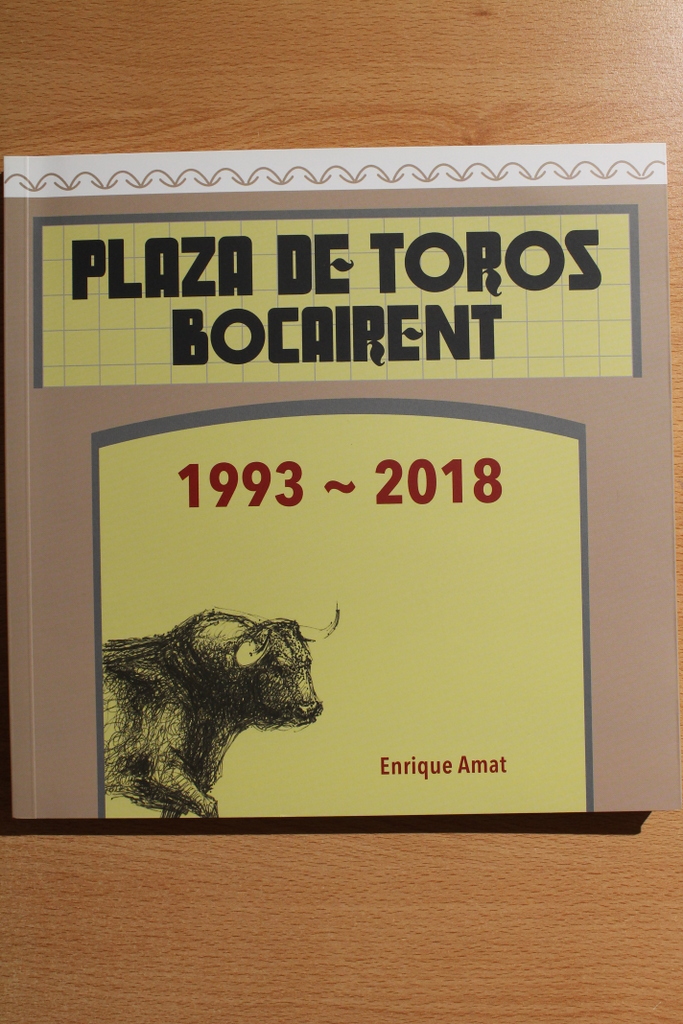 PLAZA DE TOROS
BOCAIRENT
1993 ~ 2018
Enrique Amat